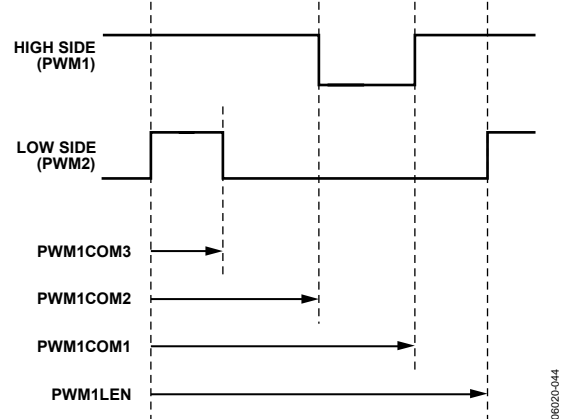 HIGH SIDE
(PWM1)
LOW SIDE
(PWM2)
PWM1COM3
PWM1COM2
PWM1COM1
PWM1LEN
06020-044